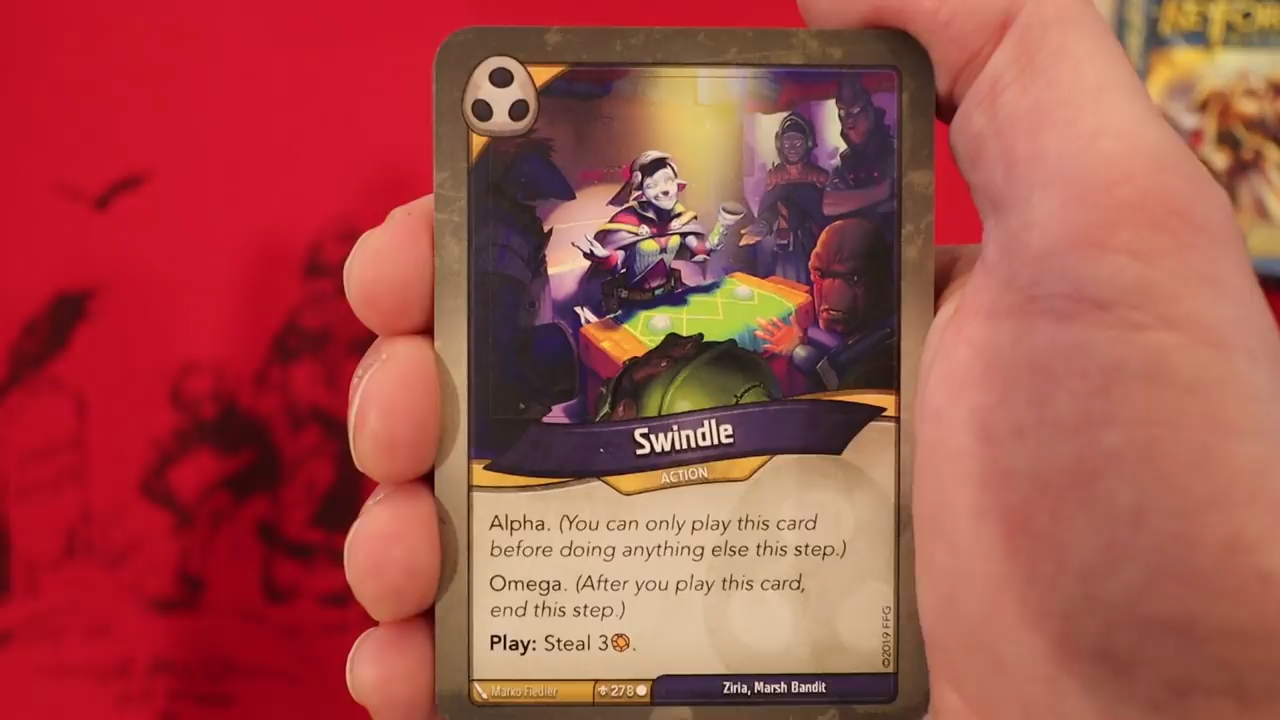 KEYFORGE
Swindle
ACTION
Alpha. (You can only play this card
before doing anything else this step.)
Omega. (After you play this card,
end this step.)
Play: Steal 3.
©2019 FFG
Marko Fiedler
278
Ziria, Marsh Bandit